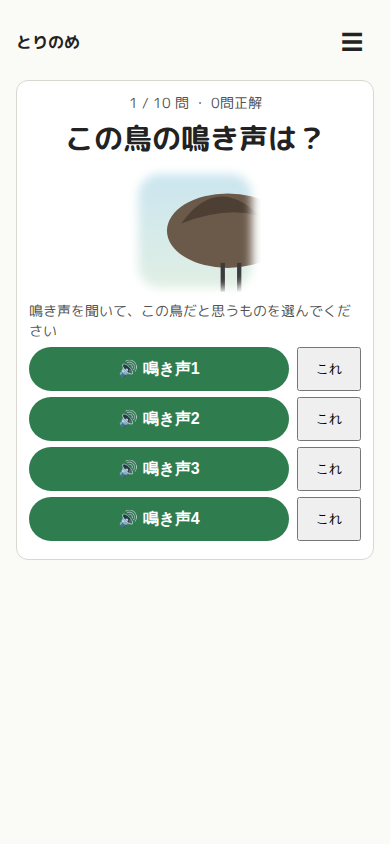 とりのめ
1 / 10 問 · 0問正解
この鳥の鳴き声は？
鳴き声を聞いて、この鳥だと思うものを選んでくだ
さい
🔊 鳴き声1
これ
🔊 鳴き声2
これ
🔊 鳴き声3
これ
🔊 鳴き声4
これ